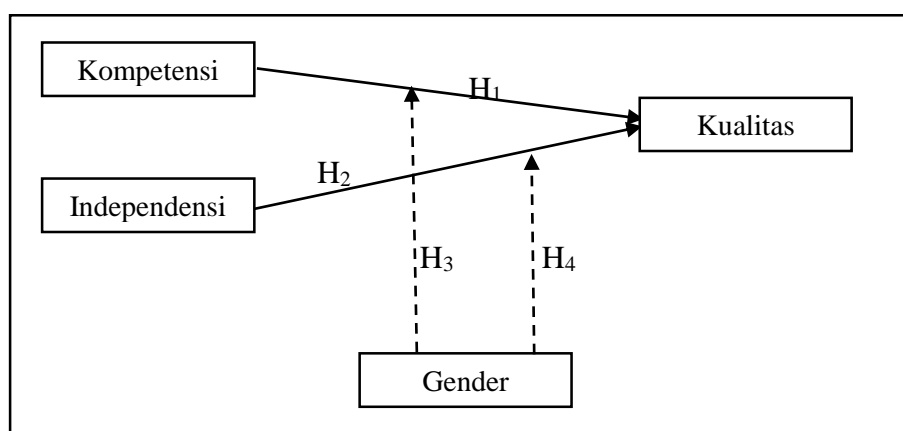 Kompetensi
H₁
Kualitas
H₂
Independensi
H₃
H₄
Gender